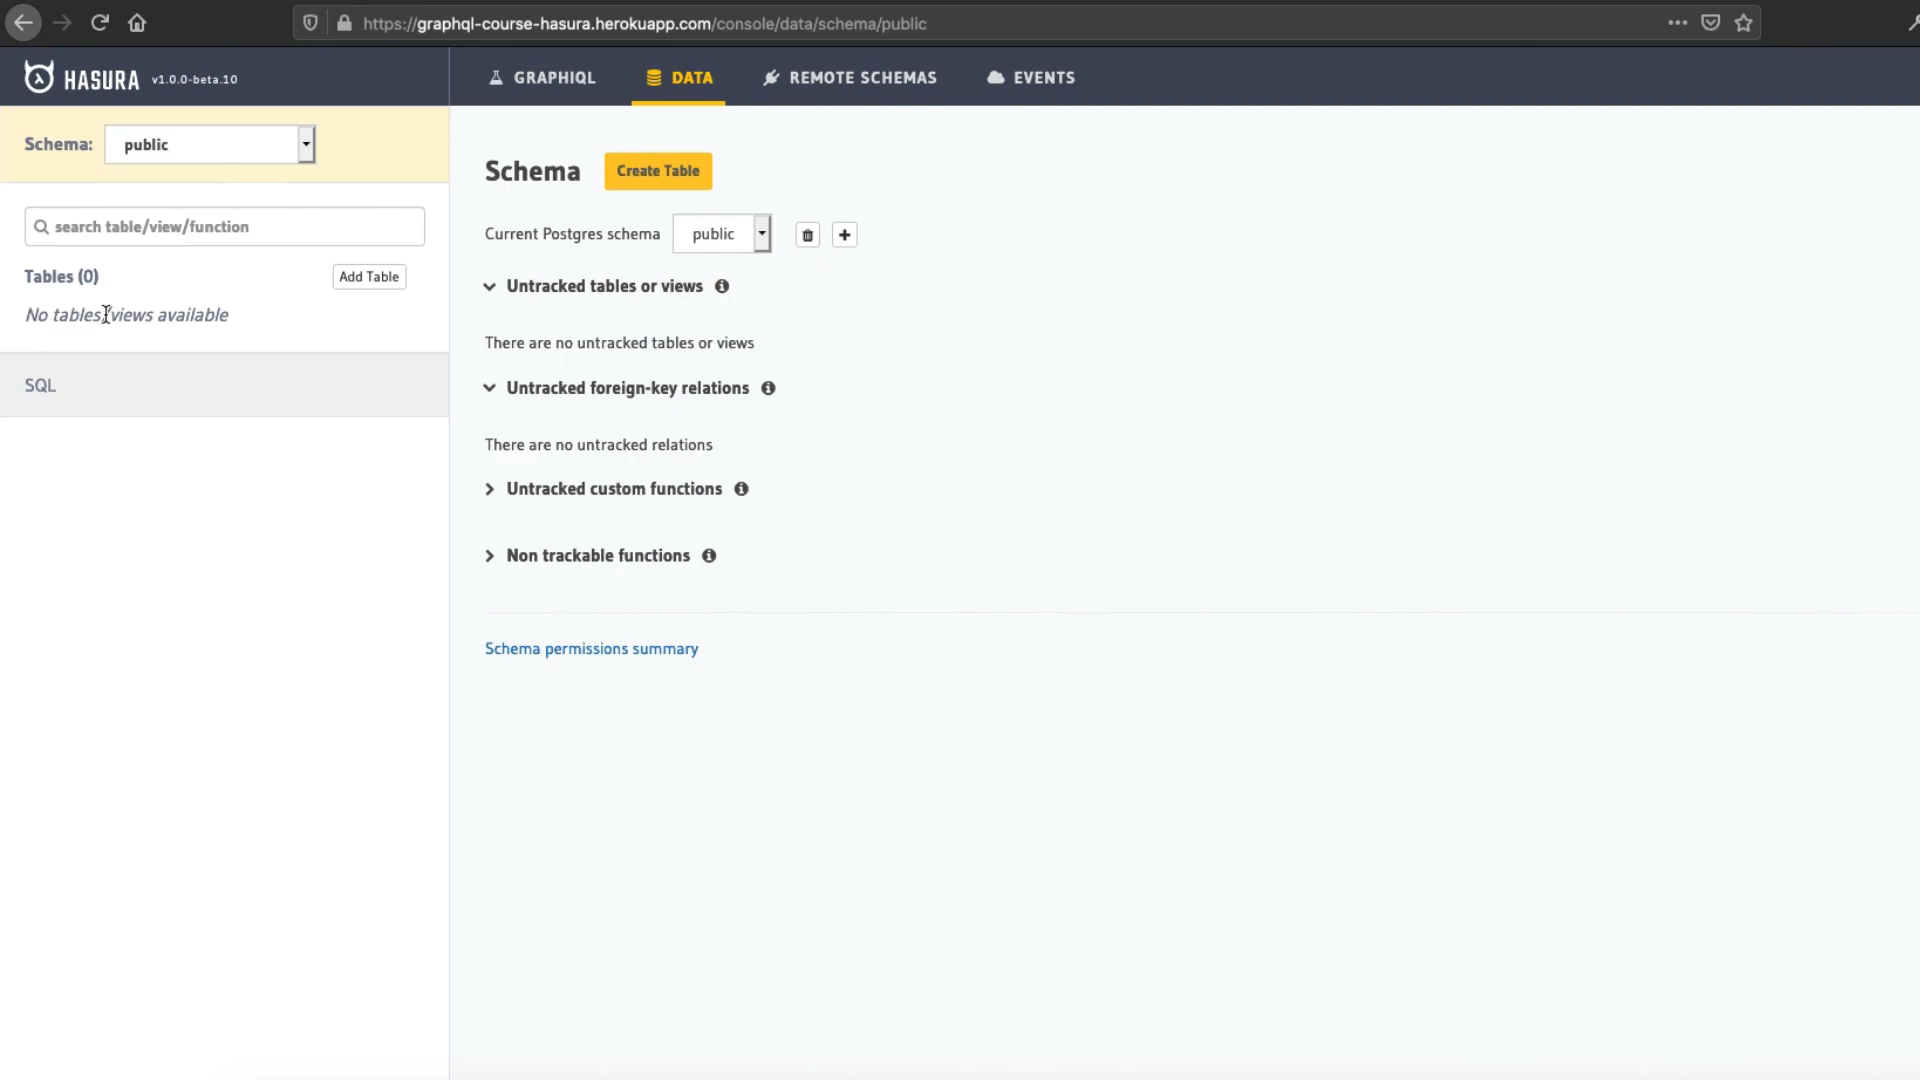 https://graphql-course-hasura.herokuapp.com/console/data/schema/public
HASURA v1.0.0-beta.10
GRAPHIQL
DATA
REMOTE SCHEMAS
EVENTS
Schema: public
search table/view/function
Tables (0)
Add Table
No tables/views available
SQL
Schema
Create Table
Current Postgres schema public
Untracked tables or views
There are no untracked tables or views
Untracked foreign-key relations
There are no untracked relations
Untracked custom functions
Non trackable functions
Schema permissions summary